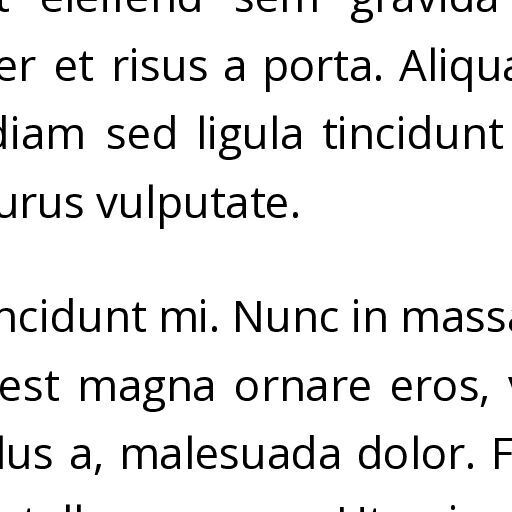 eleifend sem gravida
er et risus a porta. Aliqua
diam sed ligula tincidunt
urus vulputate.
ncidunt mi. Nunc in massa
est magna ornare eros,
lus a, malesuada dolor. F